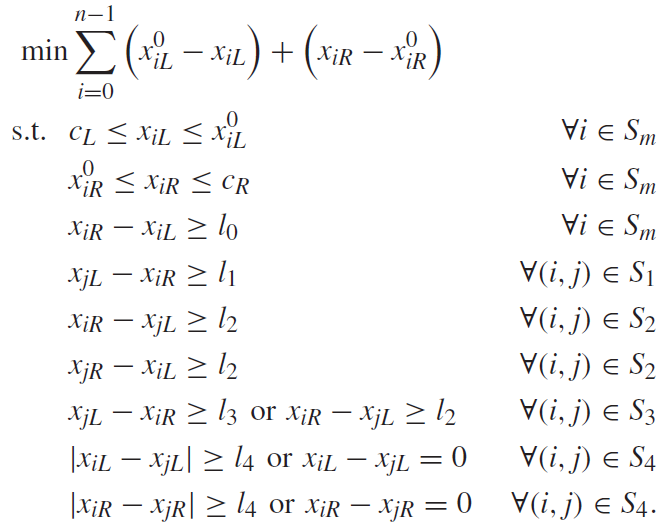 min \sum_{i=0}^{n-1} (x_{iL}^0 − x_{iL}) + (x_{iR} − x_{iR}^0)
s.t. c_L ≤ x_{iL} ≤ x_{iL}^0 ∀i ∈ S_m
x_{iR}^0 ≤ x_{iR} ≤ c_R ∀i ∈ S_m
x_{iR} − x_{iL} ≥ l_0 ∀i ∈ S_m
x_{jL} − x_{iR} ≥ l_1 ∀(i, j) ∈ S_1
x_{iR} − x_{jL} ≥ l_2 ∀(i, j) ∈ S_2
x_{jR} − x_{iL} ≥ l_2 ∀(i, j) ∈ S_2
x_{jL} − x_{iR} ≥ l_3 or x_{iR} − x_{jL} ≥ l_2 ∀(i, j) ∈ S_3
|x_{iL} − x_{jL}| ≥ l_4 or x_{iL} − x_{jL} = 0 ∀(i, j) ∈ S_4
|x_{iR} − x_{jR}| ≥ l_4 or x_{iR} − x_{jR} = 0 ∀(i, j) ∈ S_4.